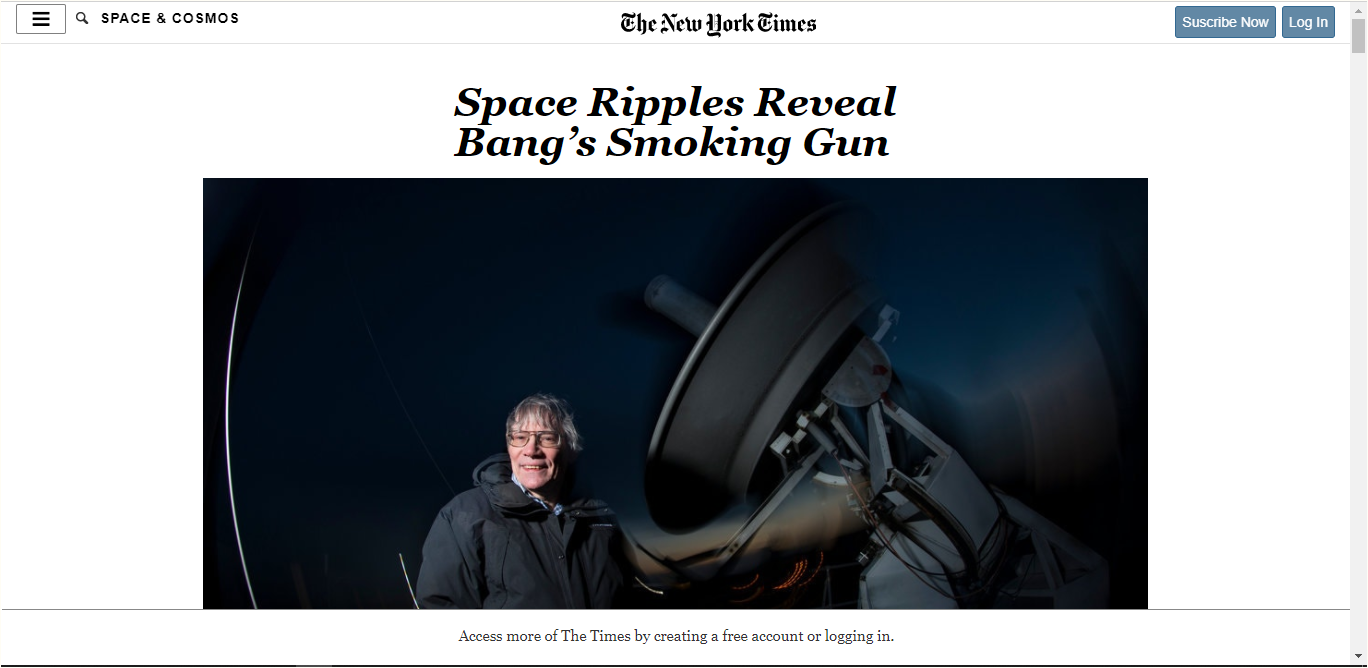 SPACE & COSMOS
The New York Times
Suscribe Now
Log In
Space Ripples Reveal
Bang’s Smoking Gun
Access more of The Times by creating a free account or logging in.